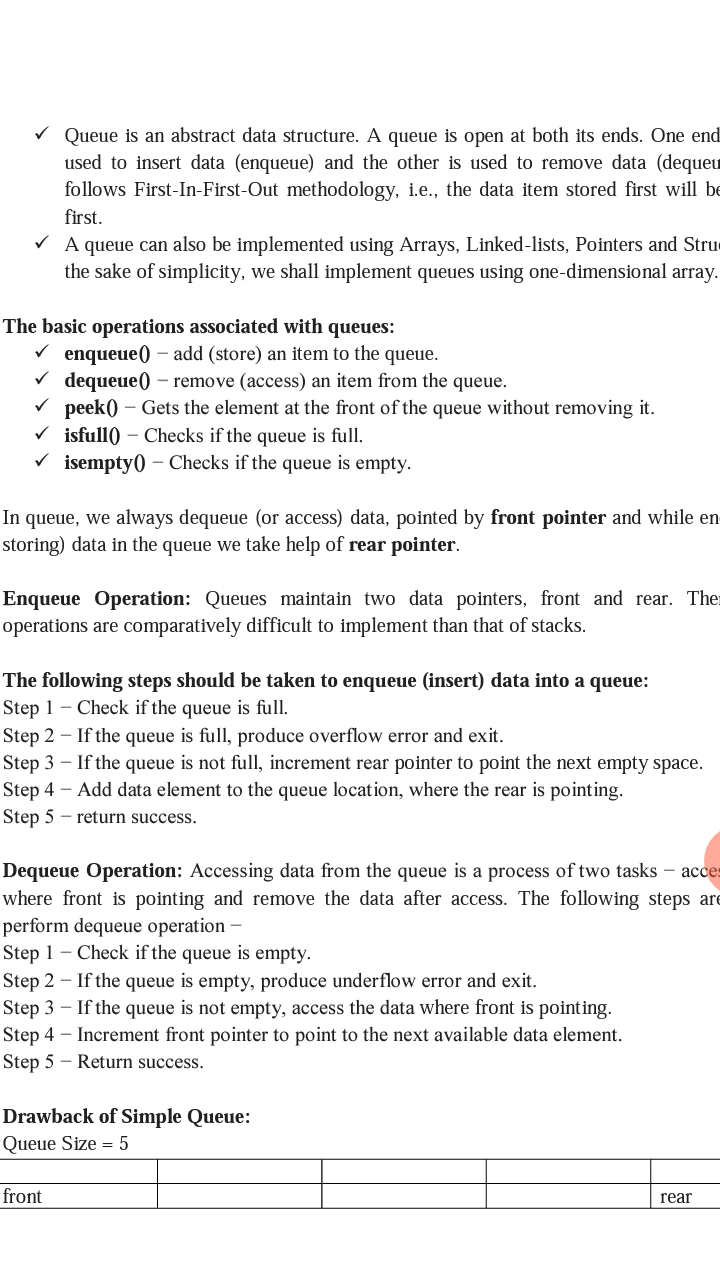 ✓ Queue is an abstract data structure. A queue is open at both its ends. One end
used to insert data (enqueue) and the other is used to remove data
follows First-In-First-Out methodology, i.e., the data item stored first will
first.
✓ A queue can also be implemented using Arrays, Linked-lists, Pointers and
the sake of simplicity, we shall implement queues using one-dimensional array.
The basic operations associated with queues:
✓ enqueue() − add (store) an item to the queue.
✓ dequeue() − remove (access) an item from the queue.
✓ peek() − Gets the element at the front of the queue without removing it.
✓ isfull() − Checks if the queue is full.
✓ isempty() − Checks if the queue is empty.
In queue, we always dequeue (or access) data, pointed by front pointer and while
storing) data in the queue we take help of rear pointer.
Enqueue Operation: Queues maintain two data pointers, front and rear.
operations are comparatively difficult to implement than that of stacks.
The following steps should be taken to enqueue (insert) data into a queue:
Step 1 − Check if the queue is full.
Step 2 − If the queue is full, produce overflow error and exit.
Step 3 − If the queue is not full, increment rear pointer to point the next empty space.
Step 4 − Add data element to the queue location, where the rear is pointing.
Step 5 − return success.
Dequeue Operation: Accessing data from the queue is a process of two tasks −
where front is pointing and remove the data after access. The following steps
perform dequeue operation −
Step 1 − Check if the queue is empty.
Step 2 − If the queue is empty, produce underflow error and exit.
Step 3 − If the queue is not empty, access the data where front is pointing.
Step 4 − Increment front pointer to point to the next available data element.
Step 5 − Return success.
Drawback of Simple Queue:
Queue Size = 5
front rear